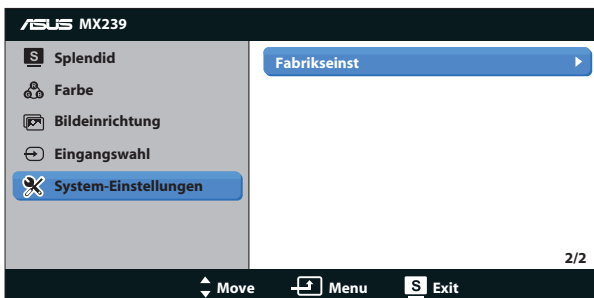 ASUS MX239
S Splendid
Farbe
Bildeinrichtung
Eingangswahl
System-Einstellungen
Fabrikseinst
2/2
Move Menu S Exit